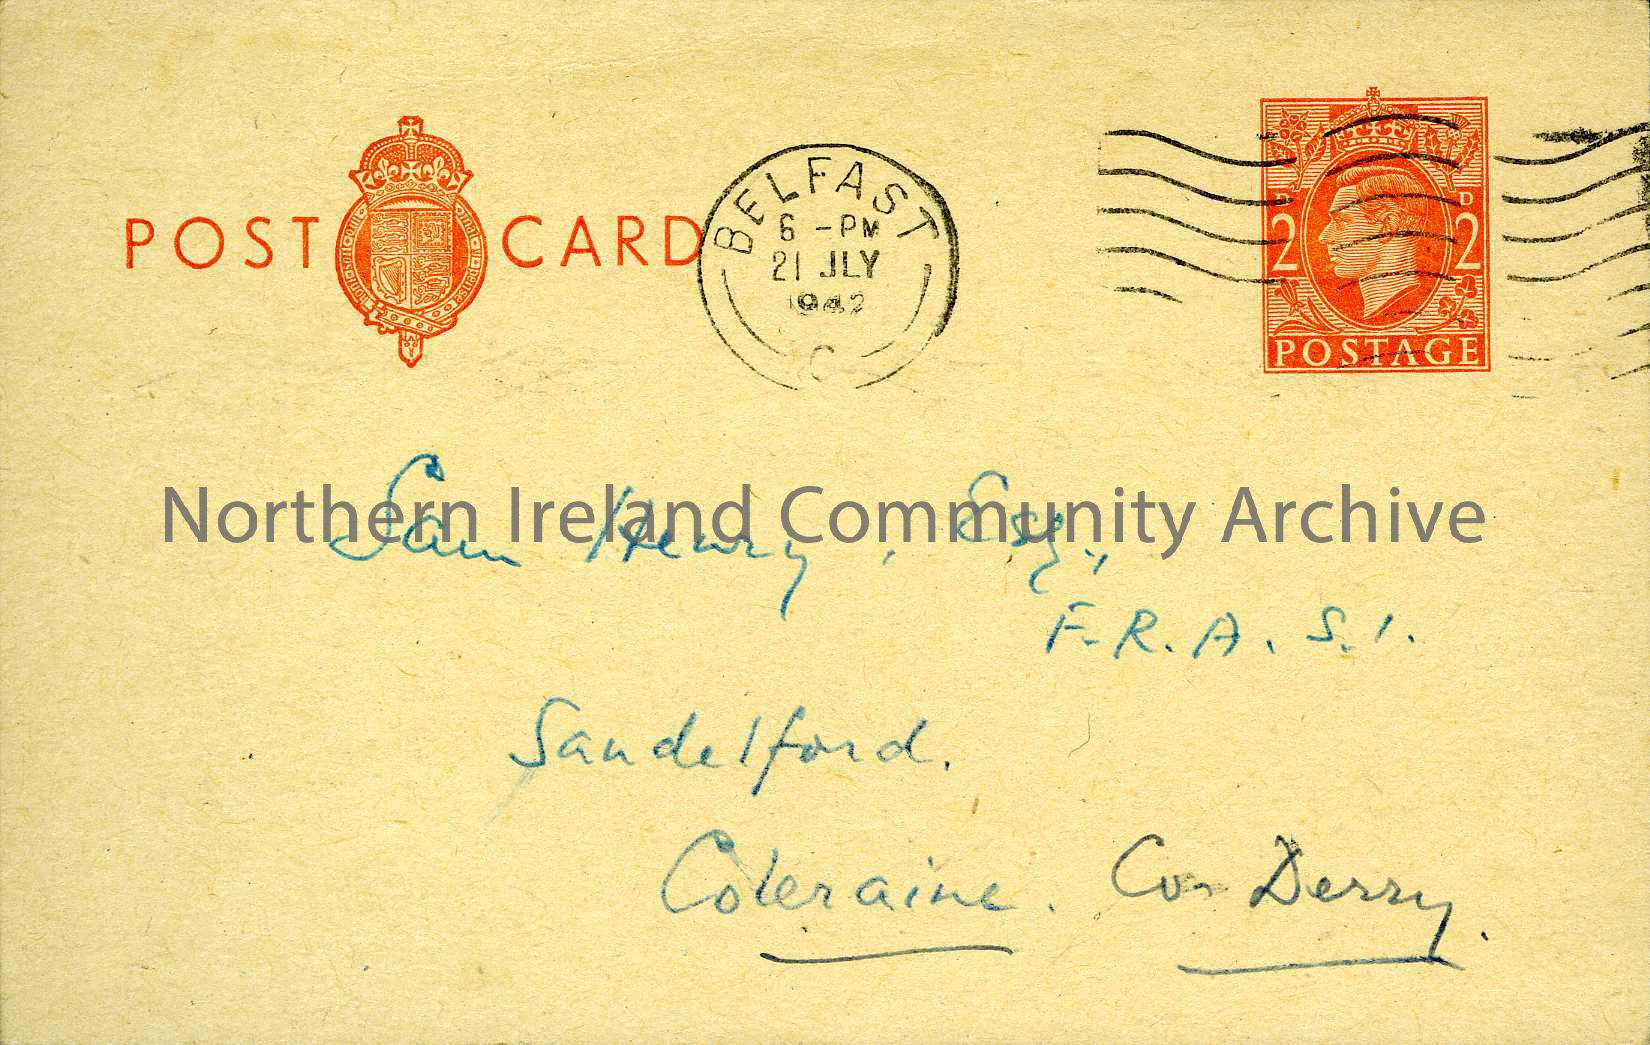 POST CARD
BELFAST
6 - PM
21 JLY
1942
C
D D
2 2
POSTAGE
Northern Ireland Community Archive
Sam Henry, Esq.,
F.R.A.S.I.
Sandelford.
Coleraine. Co. Derry.